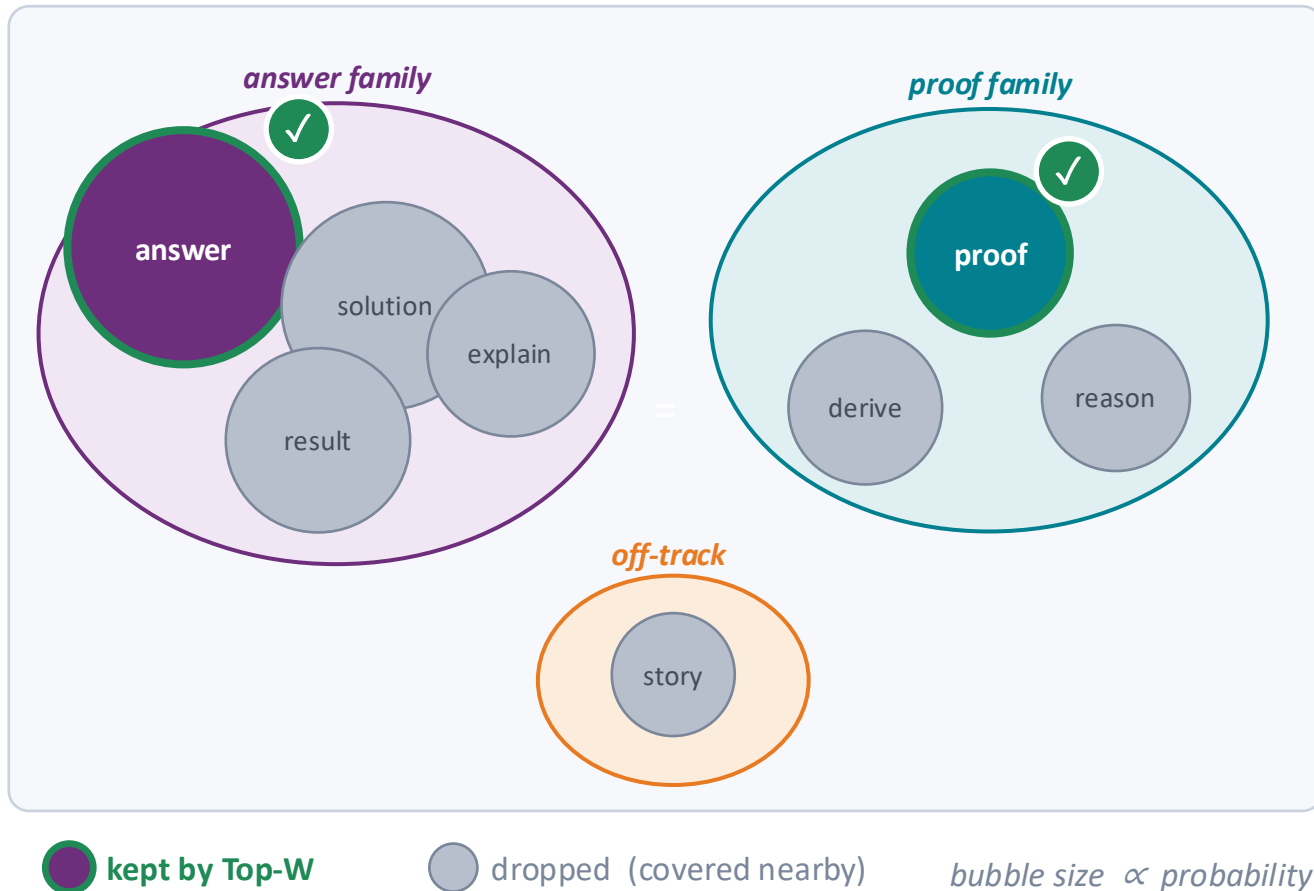 answer family
proof family
✓
✓
answer
proof
solution
explain
result
derive
reason
=
off-track
story
kept by Top-W
dropped (covered nearby)
bubble size ∝ probability